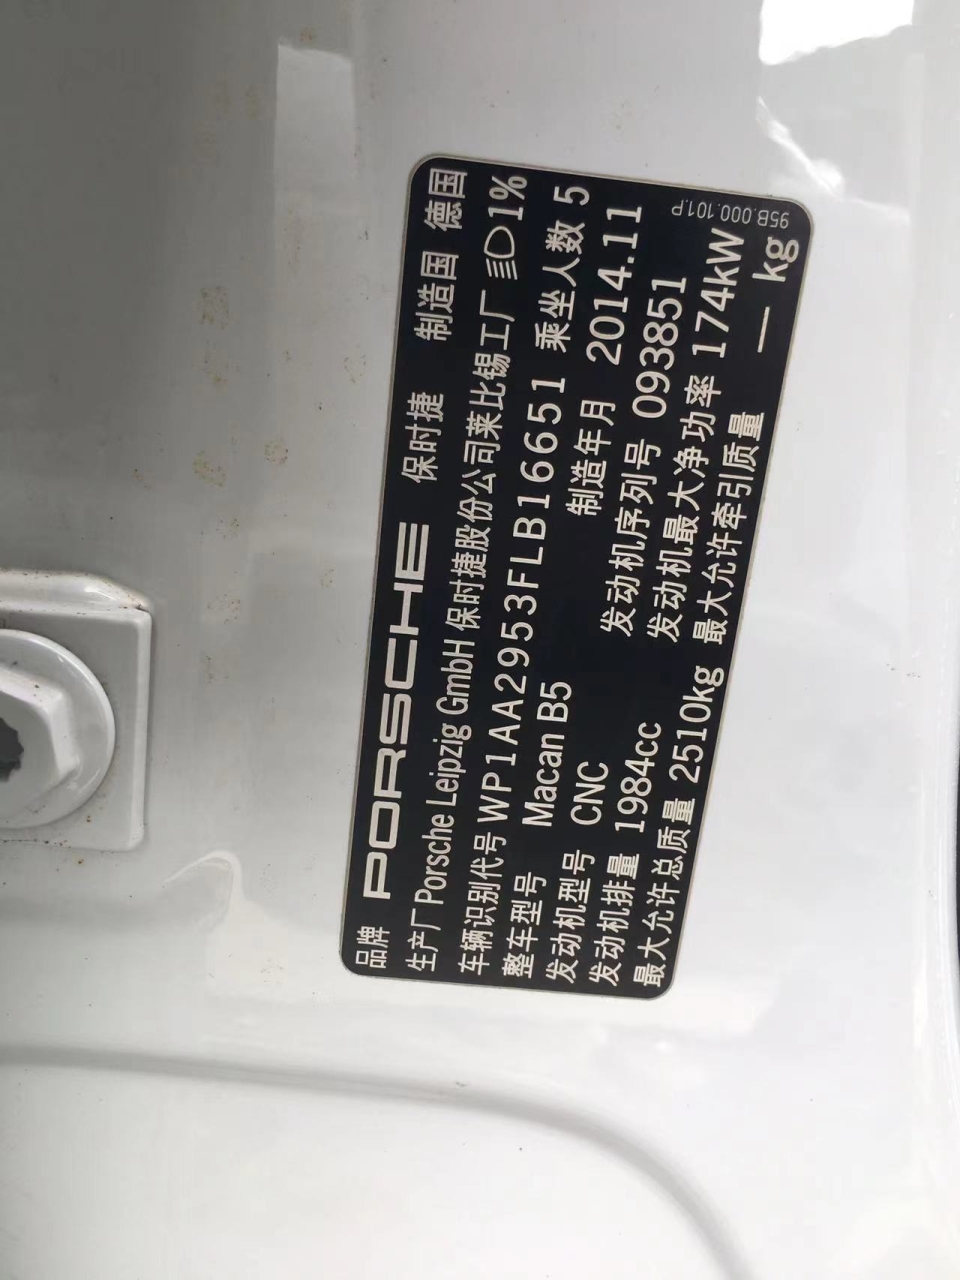 品牌 PORSCHE 保时捷 制造国 德国
生产厂 Porsche Leipzig GmbH 保时捷股份公司莱比锡工厂 1%
车辆识别代号 WP1AA2953FLB16651 乘坐人数 5
整车型号 Macan B5 制造年月 2014.11
发动机型号 CNC 发动机序列号 093851
发动机排量 1984cc 发动机最大净功率 174kW
最大允许总质量 2510kg 最大允许牵引质量 — kg
95B.000.101.P